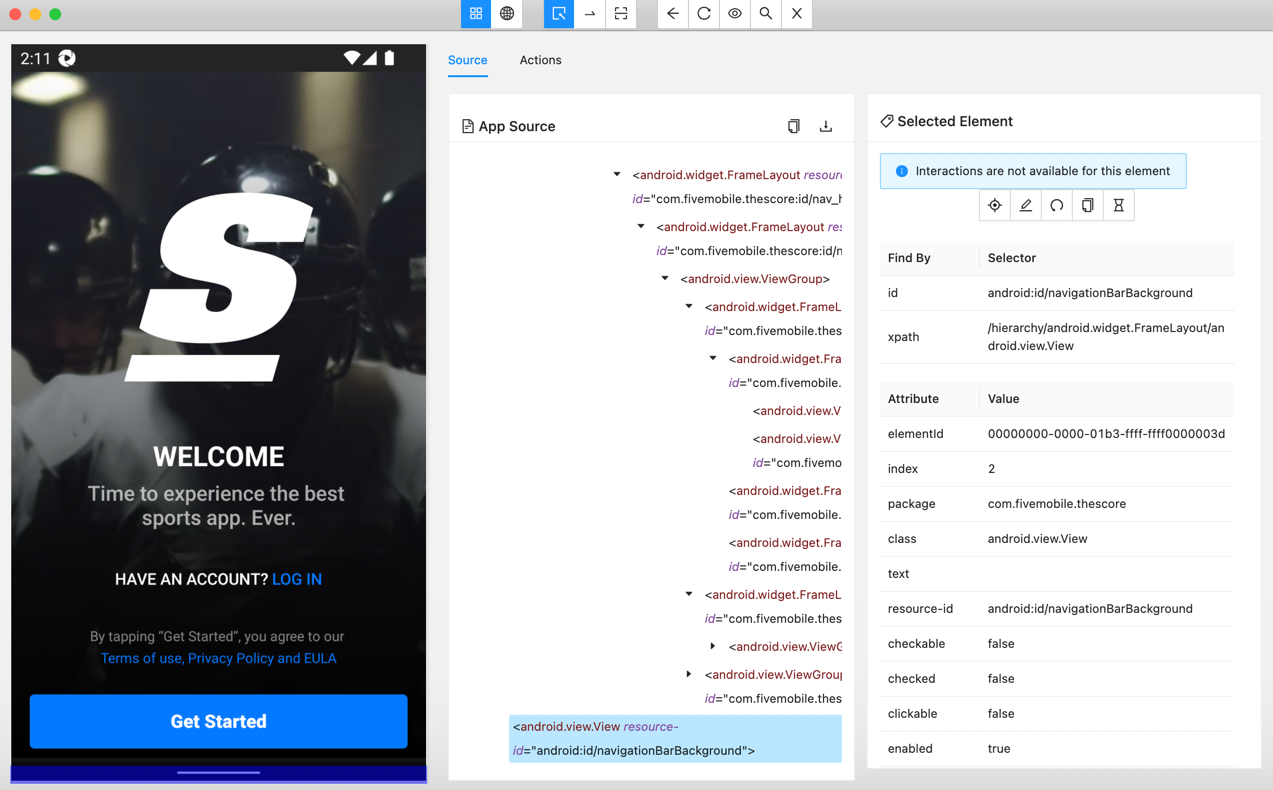 2:11
S
WELCOME
Time to experience the best
sports app. Ever.
HAVE AN ACCOUNT? LOG IN
By tapping “Get Started”, you agree to our
Terms of use, Privacy Policy and EULA
Get Started
Source
Actions
App Source
<android.widget.FrameLayout resour
id="com.fivemobile.thescore:id/nav_h
<android.widget.FrameLayout res
id="com.fivemobile.thescore:id/n
<android.view.ViewGroup>
<android.widget.FrameL
id="com.fivemobile.thes
<android.widget.Fra
id="com.fivemobile.
<android.view.V
<android.view.V
id="com.fivemo
<android.widget.Fra
id="com.fivemobile.
<android.widget.Fra
id="com.fivemobile.
<android.widget.FrameL
id="com.fivemobile.thes
<android.view.ViewG
<android.view.ViewGroup
id="com.fivemobile.thes
<android.view.View resource-
id="android:id/navigationBarBackground">
Selected Element
Interactions are not available for this element
Find By Selector
id android:id/navigationBarBackground
xpath /hierarchy/android.widget.FrameLayout/an
droid.view.View
Attribute Value
elementId 00000000-0000-01b3-ffff-ffff0000003d
index 2
package com.fivemobile.thescore
class android.view.View
text
resource-id android:id/navigationBarBackground
checkable false
checked false
clickable false
enabled true